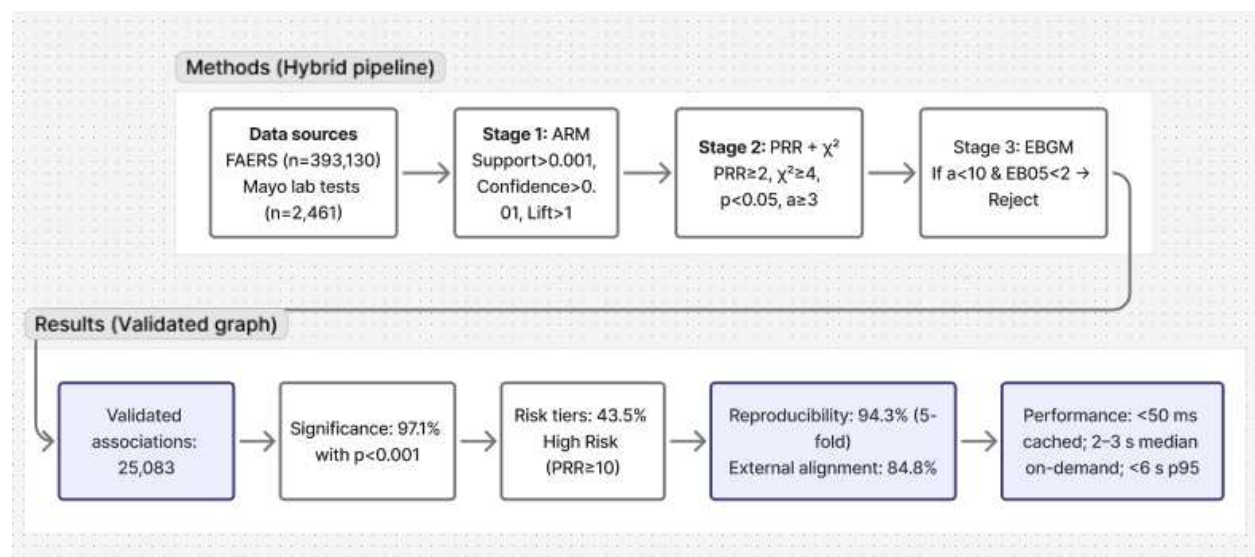 Methods (Hybrid pipeline)
Data sources
FAERS (n=393,130)
Mayo lab tests
(n=2,461)
Stage 1: ARM
Support>0.001,
Confidence>0.
01, Lift>1
Stage 2: PRR + χ²
PRR≥2, χ²≥4,
p<0.05, a≥3
Stage 3: EBGM
If a<10 & EB05<2 →
Reject
Results (Validated graph)
Validated
associations:
25,083
Significance: 97.1%
with p<0.001
Risk tiers: 43.5%
High Risk
(PRR≥10)
Reproducibility: 94.3% (5-
fold)
External alignment: 84.8%
Performance: <50 ms
cached; 2–3 s median
on-demand; <6 s p95